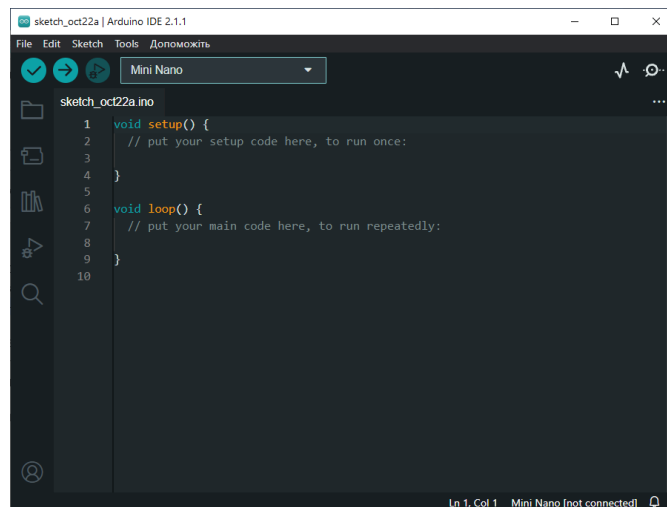 sketch_oct22a | Arduino IDE 2.1.1
File Edit Sketch Tools Допоможіть
Mini Nano
sketch_oct22a.ino
1 void setup() {
2 // put your setup code here, to run once:
3
4 }
5
6 void loop() {
7 // put your main code here, to run repeatedly:
8
9 }
10
Ln 1, Col 1 Mini Nano [not connected]